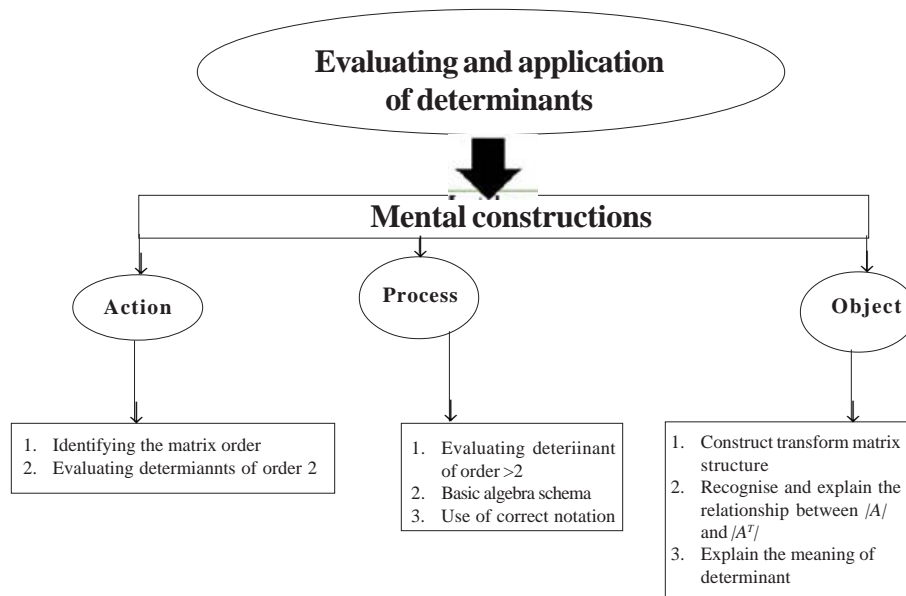 Evaluating and application
of determinants
Mental constructions
Action
Process
Object
1. Identifying the matrix order
2. Evaluating determiannts of order 2
1. Evaluating deteriinant
of order >2
2. Basic algebra schema
3. Use of correct notation
1. Construct transform matrix
structure
2. Recognise and explain the
relationship between |A|
and |Aᵀ|
3. Explain the meaning of
determinant